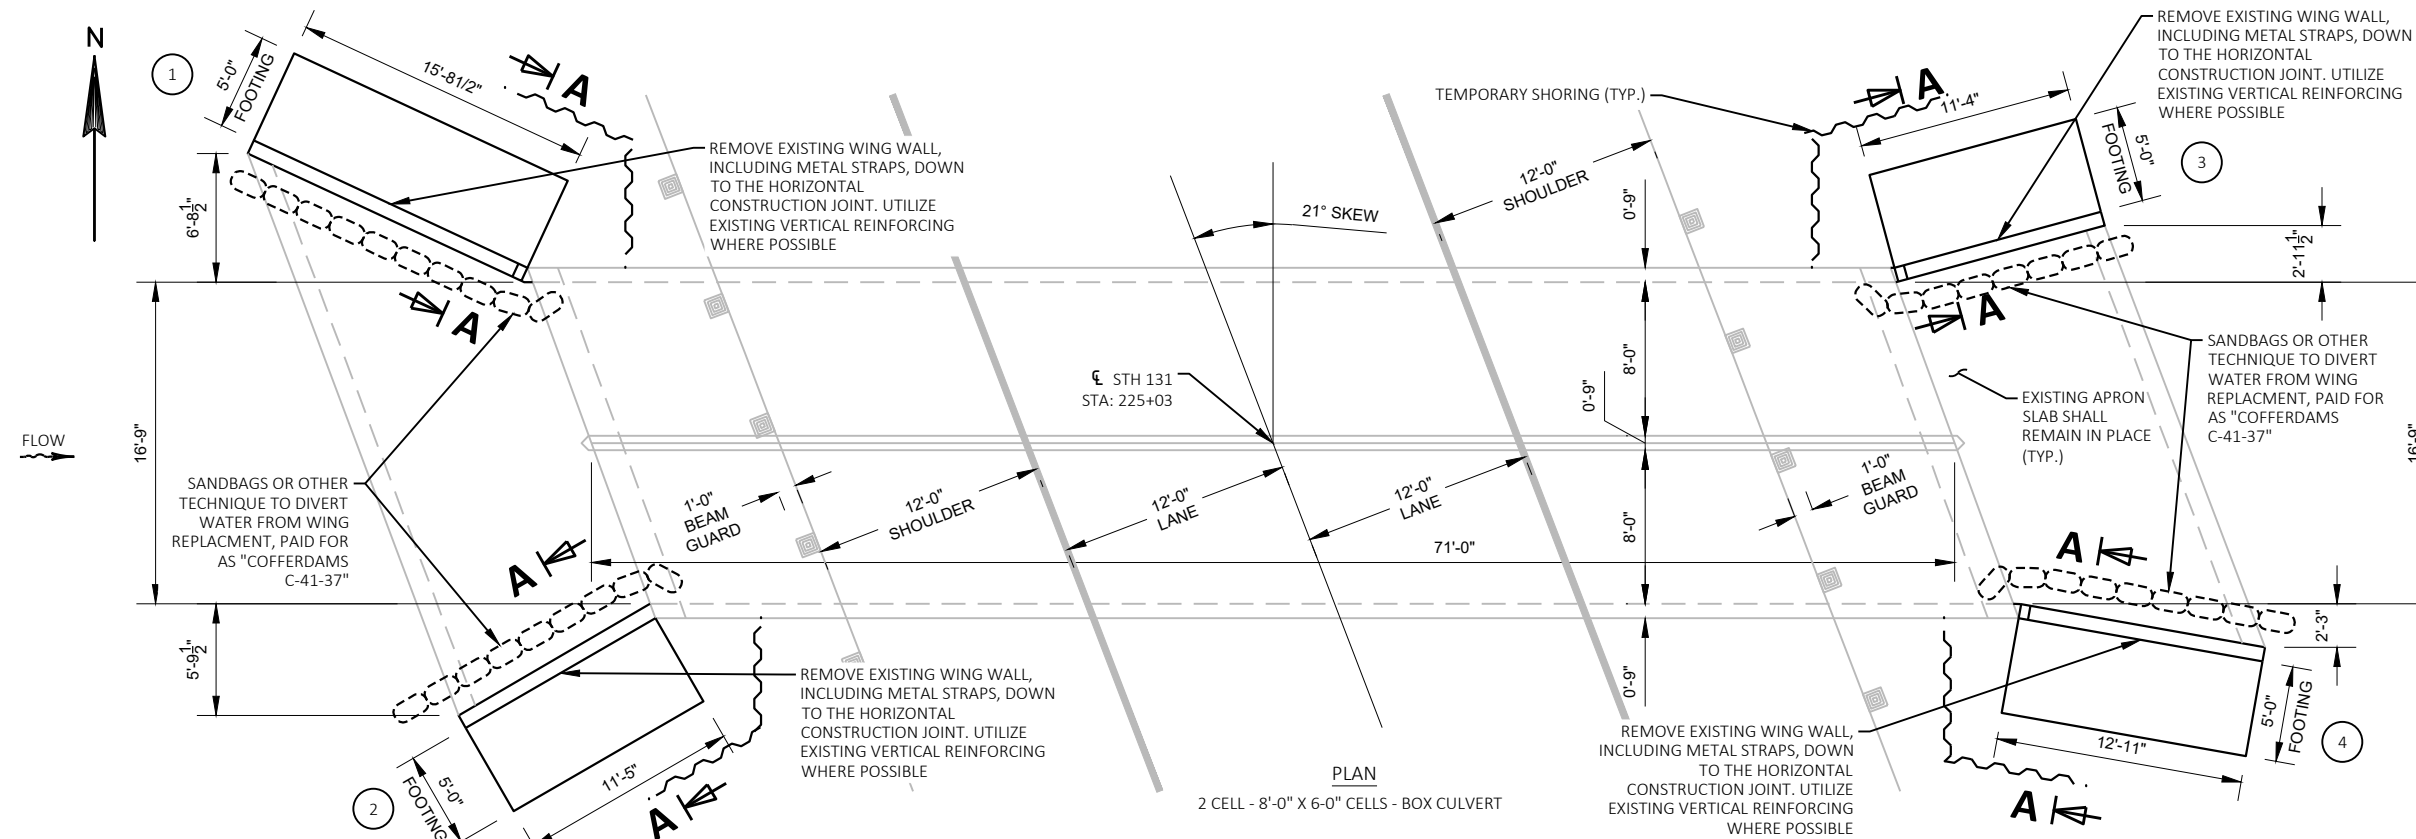 N
1
5'-0"
FOOTING
15'-81/2"
A
6'-8 1/2"
REMOVE EXISTING WING WALL,
INCLUDING METAL STRAPS, DOWN
TO THE HORIZONTAL
CONSTRUCTION JOINT. UTILIZE
EXISTING VERTICAL REINFORCING
WHERE POSSIBLE
A
21° SKEW
TEMPORARY SHORING (TYP.)
12'-0"
SHOULDER
0'-9"
A
11'-4"
REMOVE EXISTING WING WALL,
INCLUDING METAL STRAPS, DOWN
TO THE HORIZONTAL
CONSTRUCTION JOINT. UTILIZE
EXISTING VERTICAL REINFORCING
WHERE POSSIBLE
5'-0"
FOOTING
3
2'-11 1/2"
A
SANDBAGS OR OTHER
TECHNIQUE TO DIVERT
WATER FROM WING
REPLACMENT, PAID FOR
AS "COFFERDAMS
C-41-37"
EXISTING APRON
SLAB SHALL
REMAIN IN PLACE
(TYP.)
16'-9"
8'-0"
0'-9"
℄ STH 131
STA: 225+03
FLOW
16'-9"
SANDBAGS OR OTHER
TECHNIQUE TO DIVERT
WATER FROM WING
REPLACMENT, PAID FOR
AS "COFFERDAMS
C-41-37"
1'-0"
BEAM
GUARD
12'-0"
SHOULDER
12'-0"
LANE
12'-0"
LANE
71'-0"
8'-0"
1'-0"
BEAM
GUARD
A
A
5'-9 1/2"
REMOVE EXISTING WING WALL,
INCLUDING METAL STRAPS, DOWN
TO THE HORIZONTAL
CONSTRUCTION JOINT. UTILIZE
EXISTING VERTICAL REINFORCING
WHERE POSSIBLE
0'-9"
2'-3"
REMOVE EXISTING WING WALL,
INCLUDING METAL STRAPS, DOWN
TO THE HORIZONTAL
CONSTRUCTION JOINT. UTILIZE
EXISTING VERTICAL REINFORCING
WHERE POSSIBLE
5'-0"
FOOTING
4
12'-11"
A
2
5'-0"
FOOTING
11'-5"
A
PLAN
2 CELL - 8'-0" X 6-0" CELLS - BOX CULVERT